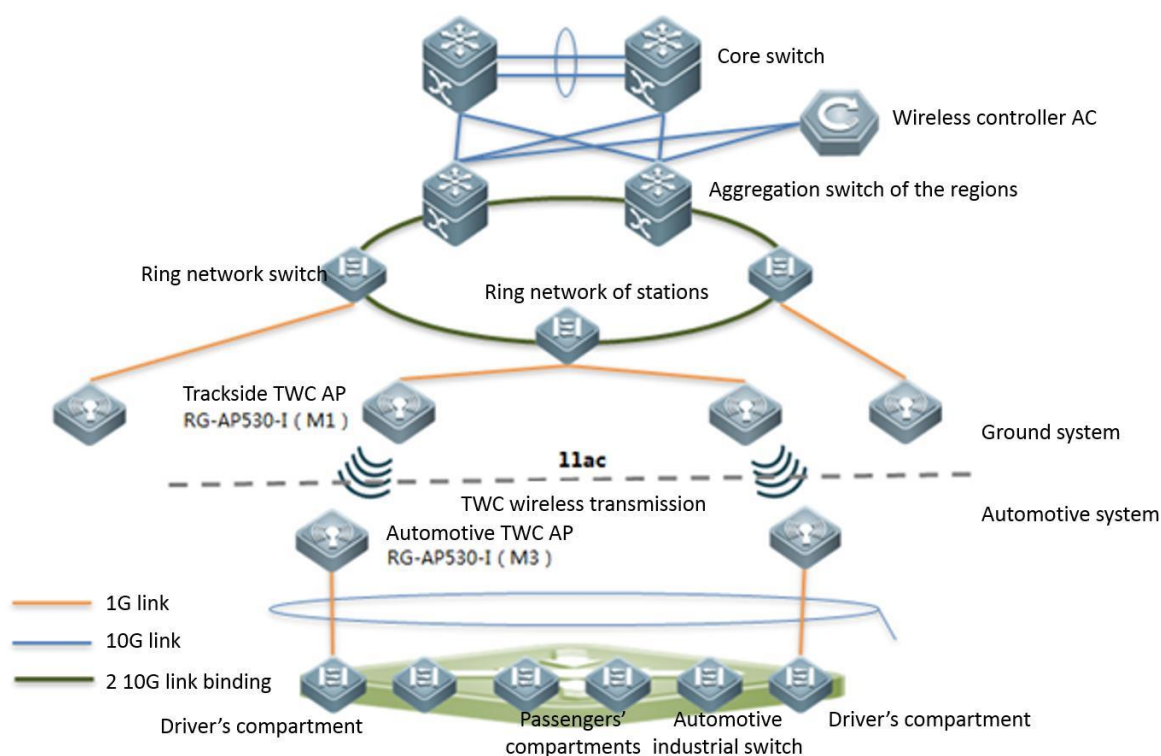 Core switch
Wireless controller AC
Aggregation switch of the regions
Ring network switch
Ring network of stations
Trackside TWC AP
RG-AP530-I ( M1 )
Ground system
11ac
TWC wireless transmission
Automotive system
Automotive TWC AP
RG-AP530-I ( M3 )
1G link
10G link
2 10G link binding
Driver's compartment
Passengers'
compartments
Automotive
industrial switch
Driver's compartment